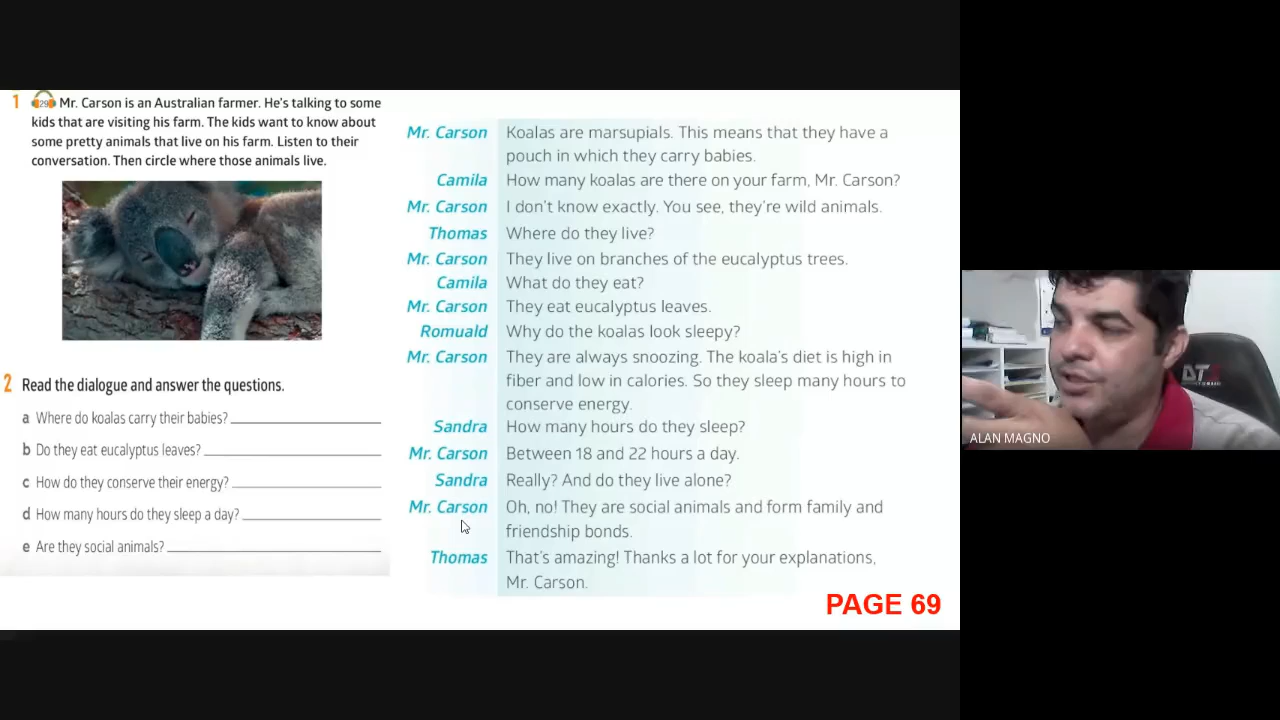 1 29 Mr. Carson is an Australian farmer. He's talking to some
kids that are visiting his farm. The kids want to know about
some pretty animals that live on his farm. Listen to their
conversation. Then circle where those animals live.
2 Read the dialogue and answer the questions.
a Where do koalas carry their babies?
b Do they eat eucalyptus leaves?
c How do they conserve their energy?
d How many hours do they sleep a day?
e Are they social animals?
Mr. Carson Koalas are marsupials. This means that they have a
pouch in which they carry babies.
Camila How many koalas are there on your farm, Mr. Carson?
Mr. Carson I don't know exactly. You see, they're wild animals.
Thomas Where do they live?
Mr. Carson They live on branches of the eucalyptus trees.
Camila What do they eat?
Mr. Carson They eat eucalyptus leaves.
Romuald Why do the koalas look sleepy?
Mr. Carson They are always snoozing. The koala's diet is high in
fiber and low in calories. So they sleep many hours to
conserve energy.
Sandra How many hours do they sleep?
Mr. Carson Between 18 and 22 hours a day.
Sandra Really? And do they live alone?
Mr. Carson Oh, no! They are social animals and form family and
friendship bonds.
Thomas That's amazing! Thanks a lot for your explanations,
Mr. Carson.
PAGE 69
ALAN MAGNO